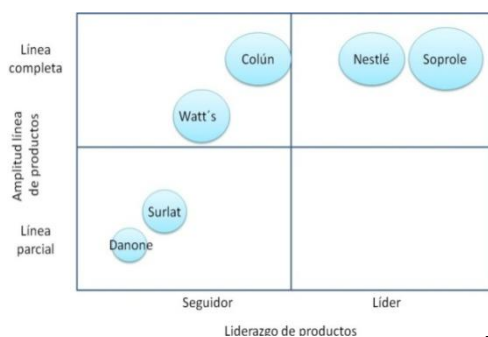 Línea
completa
Colún
Nestlé
Soprole
Watt´s
Amplitud línea
de productos
Surlat
Línea
parcial
Danone
Seguidor
Líder
Liderazgo de productos